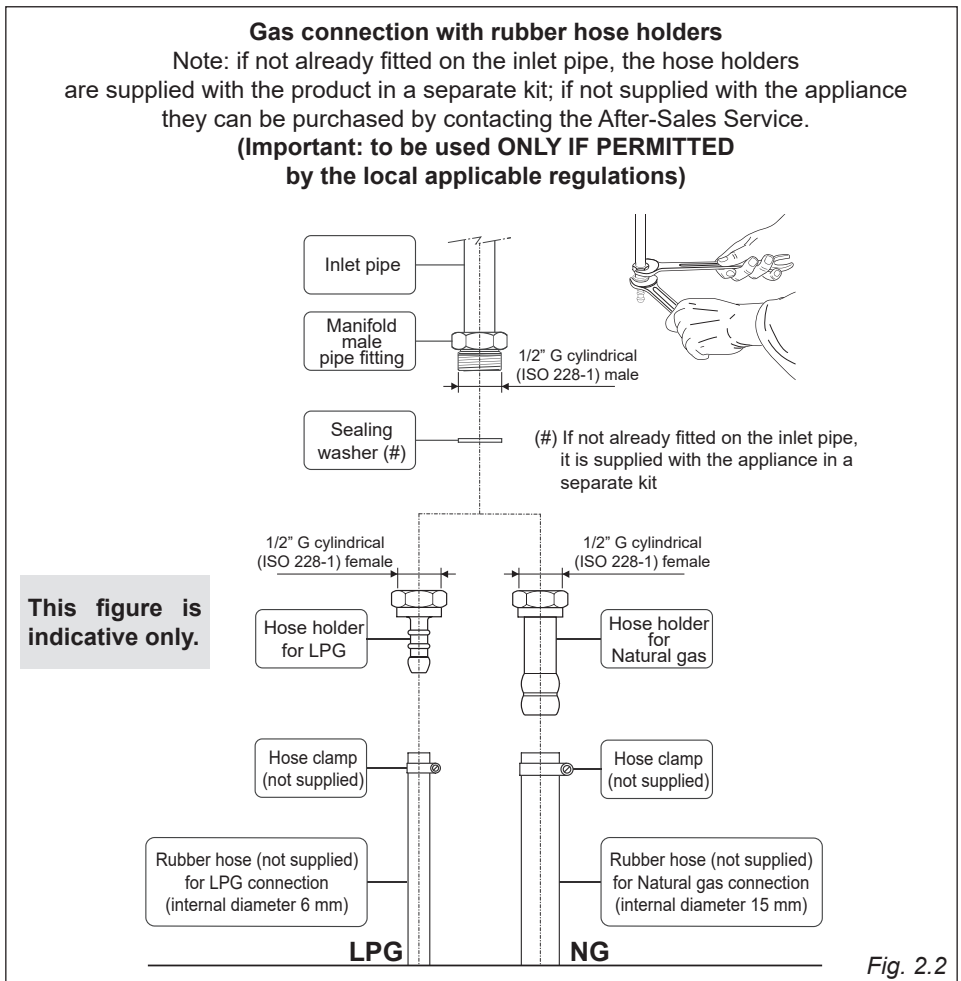 Gas connection with rubber hose holders
Note: if not already fitted on the inlet pipe, the hose holders
are supplied with the product in a separate kit; if not supplied with the appliance
they can be purchased by contacting the After-Sales Service.
(Important: to be used ONLY IF PERMITTED
by the local applicable regulations)
Inlet pipe
Manifold
male
pipe fitting
1/2” G cylindrical
(ISO 228-1) male
Sealing
washer (#)
(#) If not already fitted on the inlet pipe,
it is supplied with the appliance in a
separate kit
1/2” G cylindrical
(ISO 228-1) female
1/2” G cylindrical
(ISO 228-1) female
This figure is
indicative only.
Hose holder
for LPG
Hose holder
for
Natural gas
Hose clamp
(not supplied)
Hose clamp
(not supplied)
Rubber hose (not supplied)
for LPG connection
(internal diameter 6 mm)
Rubber hose (not supplied)
for Natural gas connection
(internal diameter 15 mm)
LPG
NG
Fig. 2.2